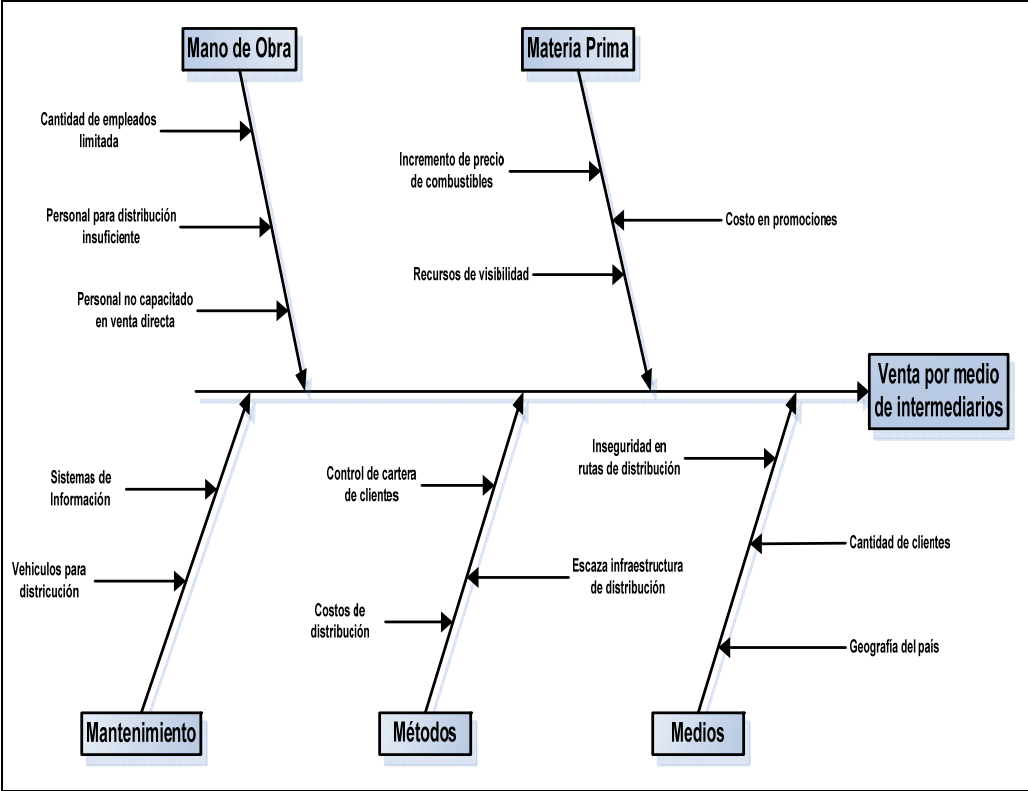 Mano de Obra
Materia Prima
Cantidad de empleados
limitada
Incremento de precio
de combustibles
Personal para distribución
insuficiente
Costo en promociones
Recursos de visibilidad
Personal no capacitado
en venta directa
Venta por medio
de intermediarios
Inseguridad en
rutas de distribución
Sistemas de
Información
Control de cartera
de clientes
Cantidad de clientes
Vehiculos para
districución
Escaza infraestructura
de distribución
Costos de
distribución
Geografía del país
Mantenimiento
Métodos
Medios